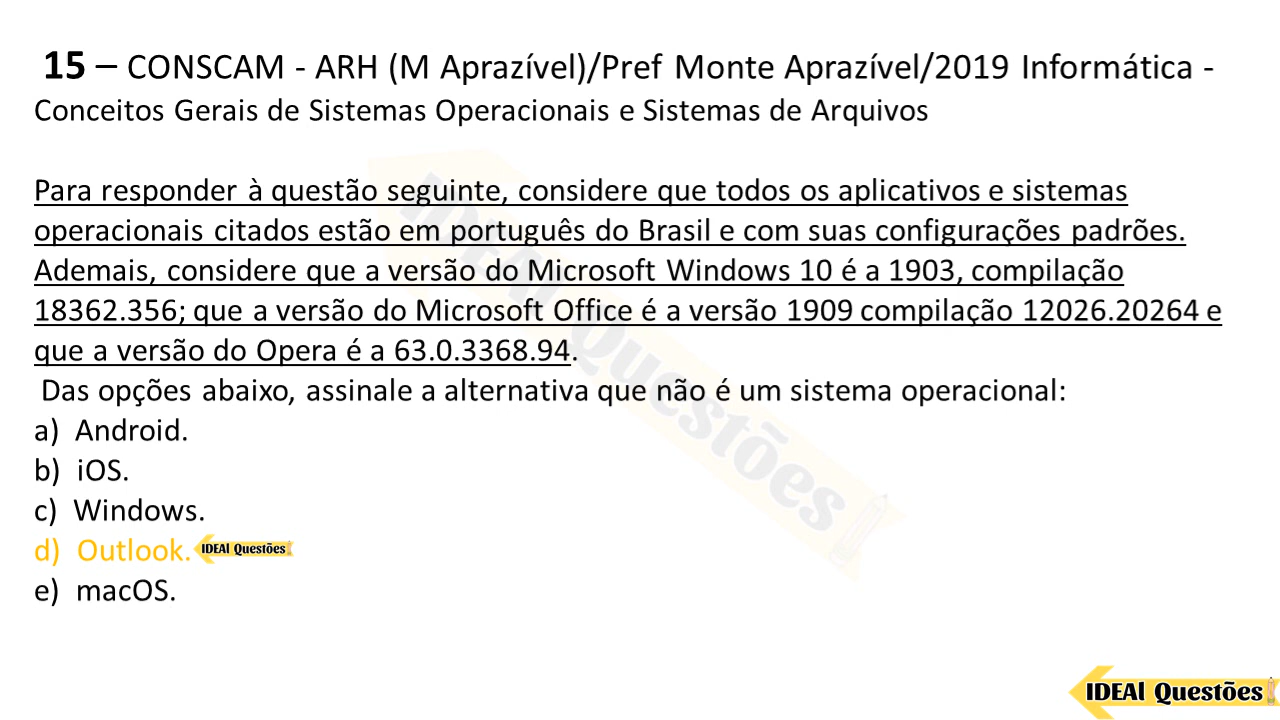 15 – CONSCAM - ARH (M Aprazível)/Pref Monte Aprazível/2019 Informática -
Conceitos Gerais de Sistemas Operacionais e Sistemas de Arquivos
Para responder à questão seguinte, considere que todos os aplicativos e sistemas
operacionais citados estão em português do Brasil e com suas configurações padrões.
Ademais, considere que a versão do Microsoft Windows 10 é a 1903, compilação
18362.356; que a versão do Microsoft Office é a versão 1909 compilação 12026.20264 e
que a versão do Opera é a 63.0.3368.94.
Das opções abaixo, assinale a alternativa que não é um sistema operacional:
a) Android.
b) iOS.
c) Windows.
d) Outlook. IDEAl Questões
e) macOS.
IDEAl Questões
IDEAl Questões